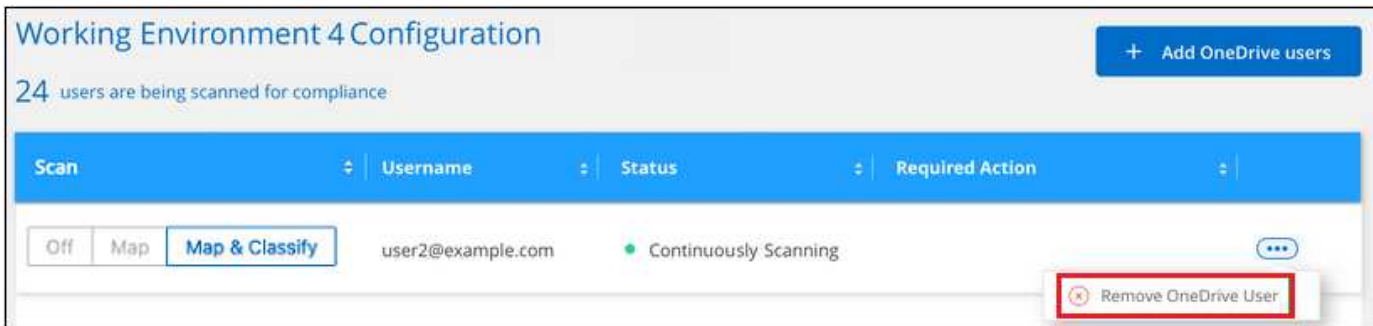 Working Environment 4 Configuration
+ Add OneDrive users
24 users are being scanned for compliance
Scan Username Status Required Action
Off Map Map & Classify user2@example.com Continuously Scanning
Remove OneDrive User